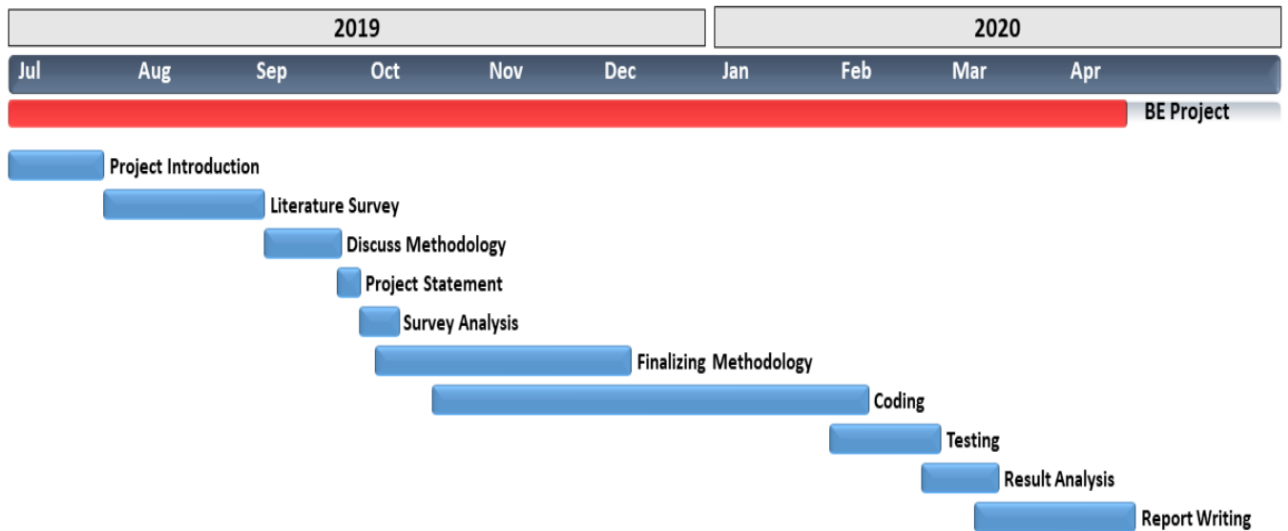 2019 2020
Jul Aug Sep Oct Nov Dec Jan Feb Mar Apr
BE Project
Project Introduction
Literature Survey
Discuss Methodology
Project Statement
Survey Analysis
Finalizing Methodology
Coding
Testing
Result Analysis
Report Writing